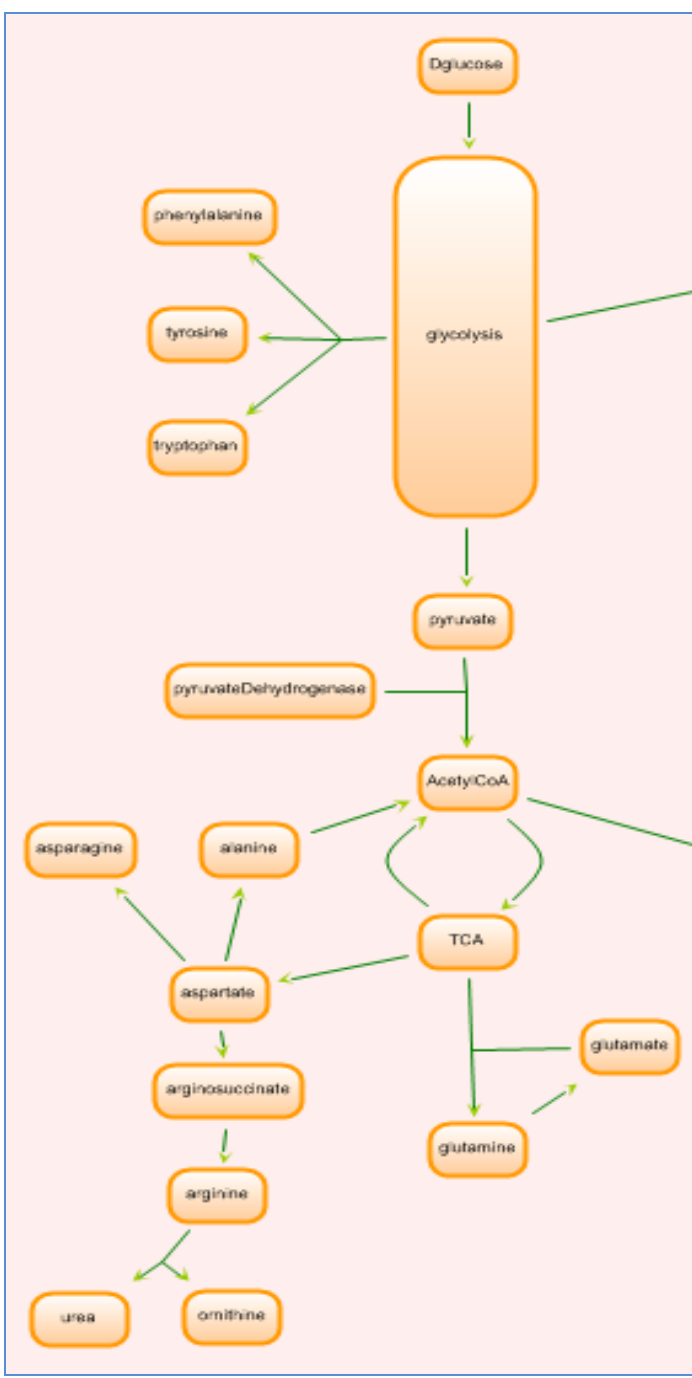 Dglucose
phenylalanine
tyrosine
glycolysis
tryptophan
pyruvate
pyruvateDehydrogenase
AcetylCoA
asparagine
alanine
TCA
aspartate
glutamate
arginosuccinate
glutamine
arginine
urea
ornithine